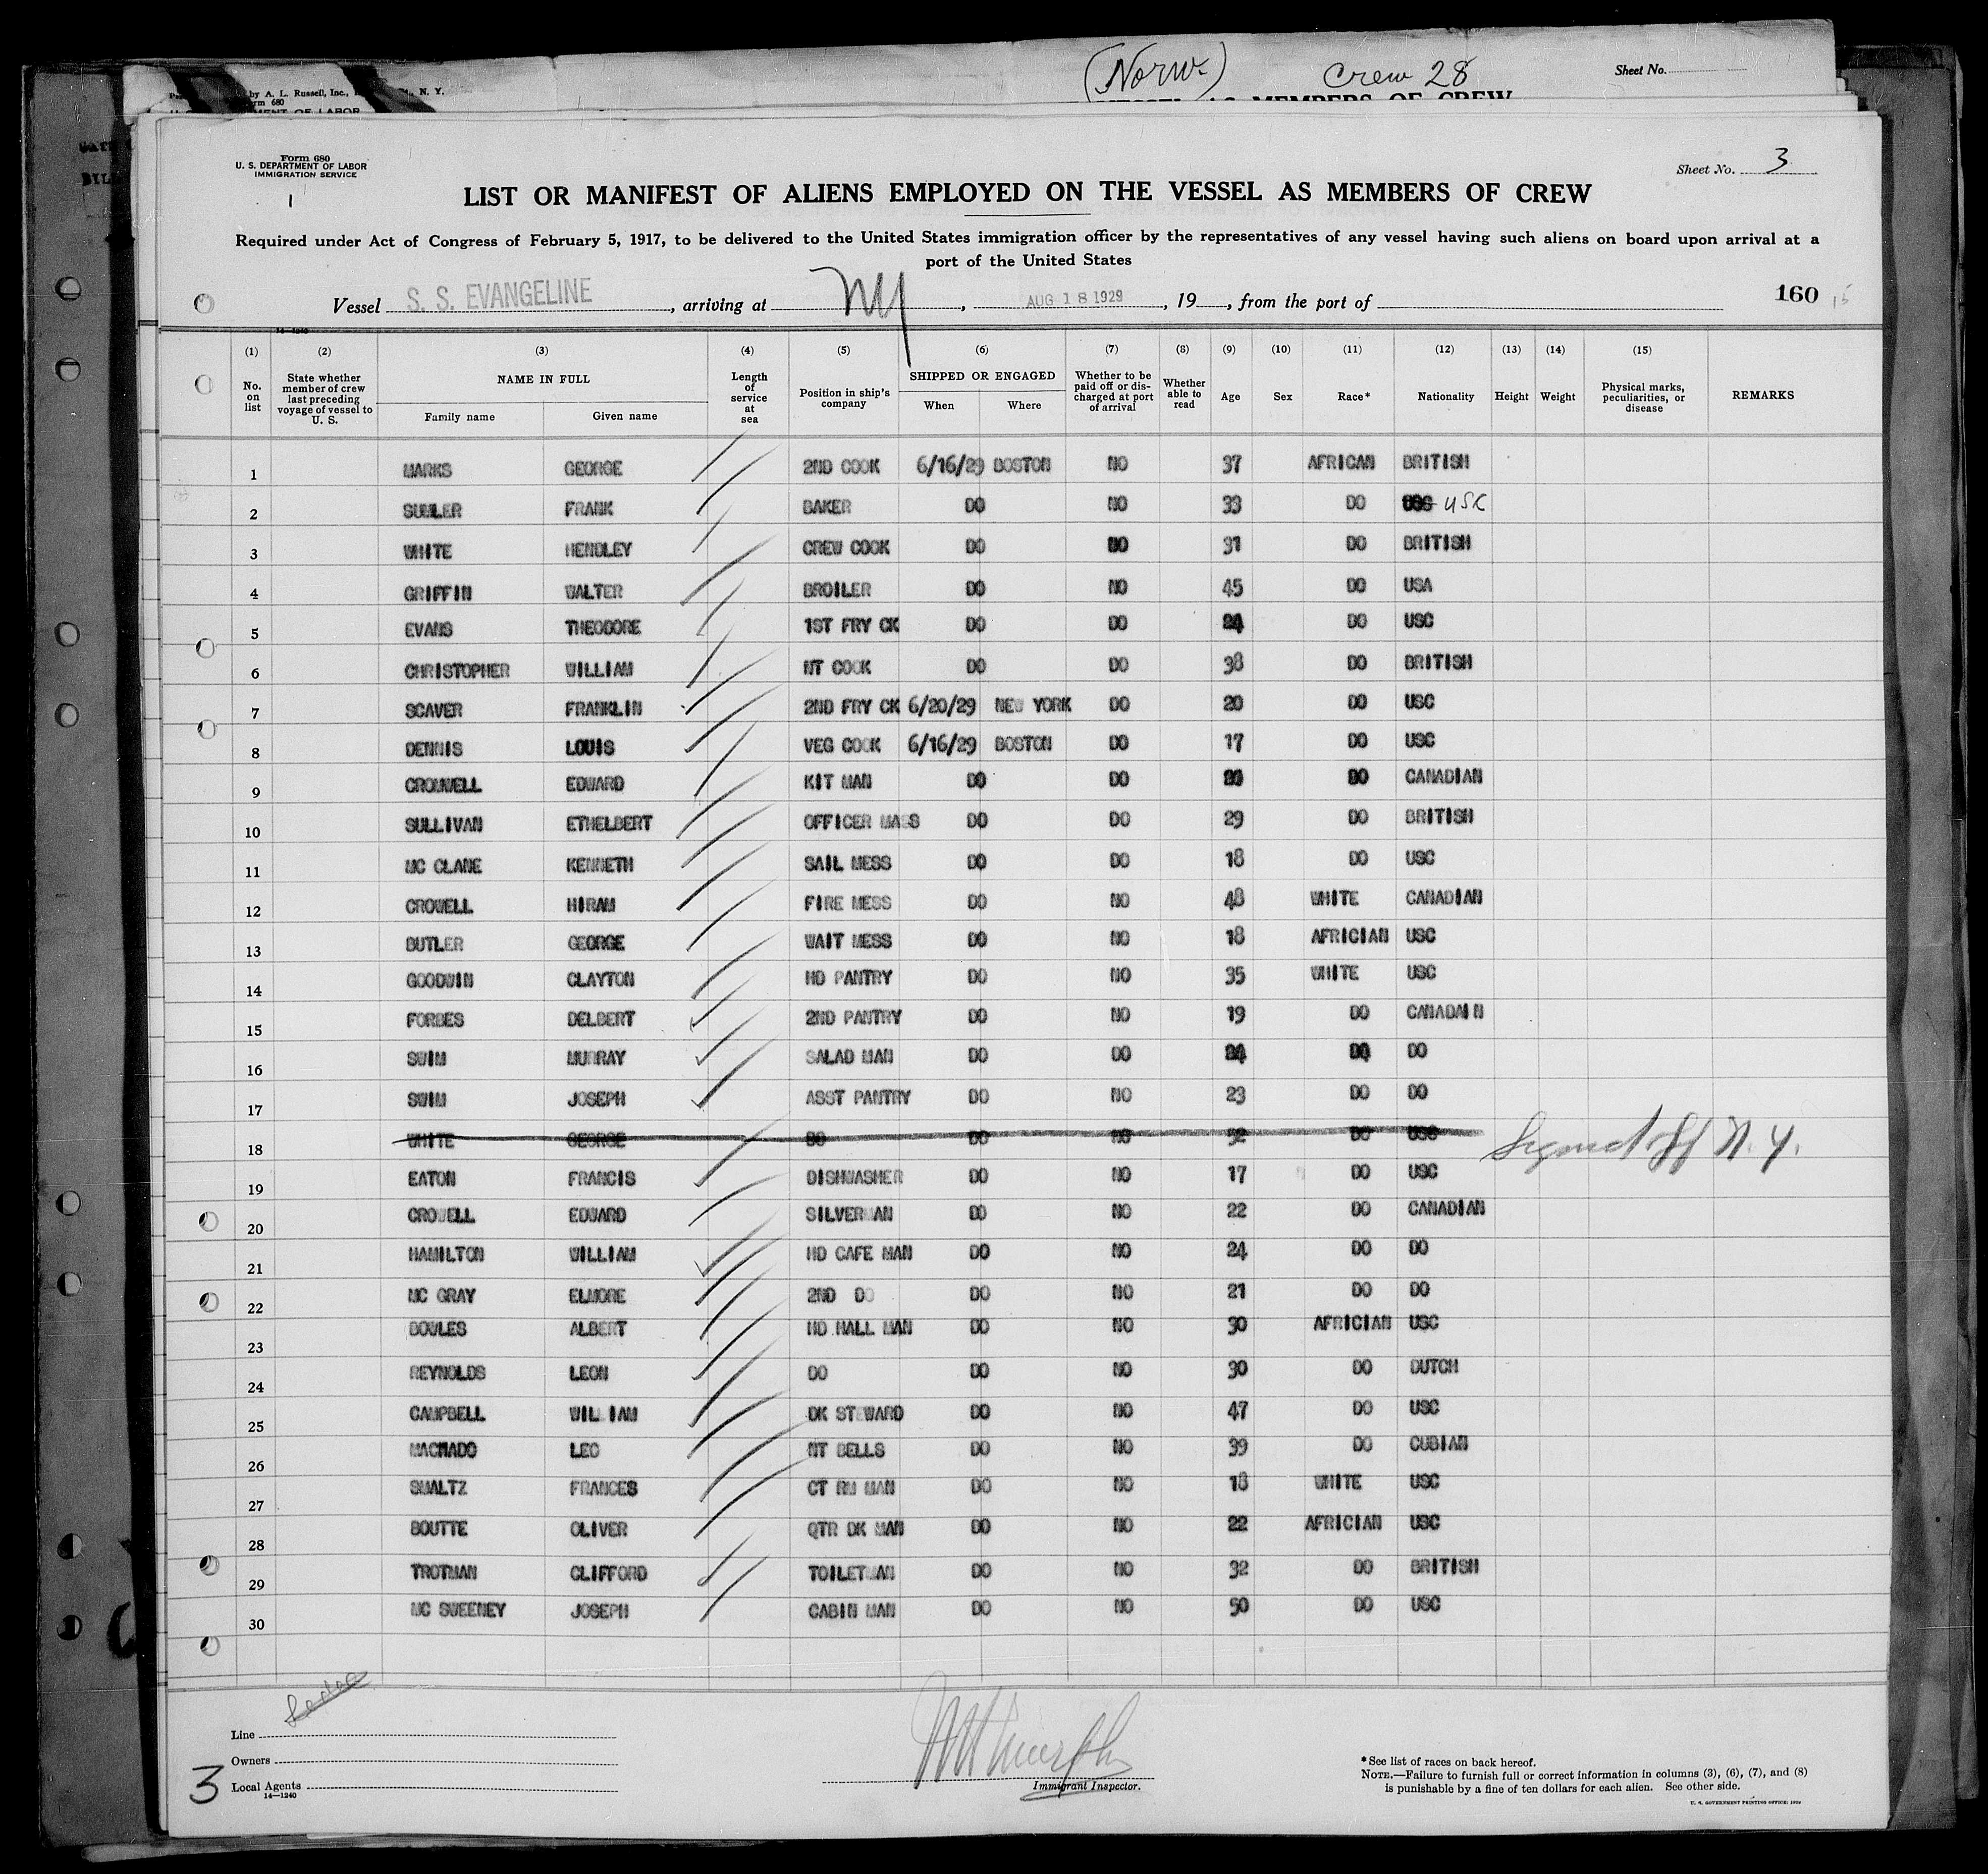 (Norw.) Crew 28 Sheet No.
by A. L. Russell, Inc., N. Y.
Form 680
U. S. DEPARTMENT OF LABOR
IMMIGRATION SERVICE
1
Sheet No. 3
LIST OR MANIFEST OF ALIENS EMPLOYED ON THE VESSEL AS MEMBERS OF CREW
Required under Act of Congress of February 5, 1917, to be delivered to the United States immigration officer by the representatives of any vessel having such aliens on board upon arrival at a
port of the United States
Vessel S. S. EVANGELINE, arriving at NY, AUG 18 1929, 19, from the port of
160 15
(1) (2) (3) (4) (5) (6) (7) (8) (9) (10) (11) (12) (13) (14) (15)
No. on list
State whether member of crew last preceding voyage of vessel to U. S.
NAME IN FULL
Family name Given name
Length of service at sea
Position in ship's company
SHIPPED OR ENGAGED
When Where
Whether to be paid off or discharged at port of arrival
Whether able to read
Age Sex Race* Nationality Height Weight
Physical marks, peculiarities, or disease
REMARKS
1 MARKS GEORGE 2ND COOK 6/16/29 BOSTON NO 37 AFRICAN BRITISH
2 SUMLER FRANK BAKER DO NO 33 DO USC
3 WHITE HENDLEY CREW COOK DO NO 31 DO BRITISH
4 GRIFFIN WALTER BROILER DO NO 45 DO USA
5 EVANS THEODORE 1ST FRY CK DO DO 24 DO USC
6 CHRISTOPHER WILLIAM NT COOK DO DO 38 DO BRITISH
7 SCAVER FRANKLIN 2ND FRY CK 6/20/29 NEW YORK DO 20 DO USC
8 DENNIS LOUIS VEG COOK 6/16/29 BOSTON DO 17 DO USC
9 CROMWELL EDWARD KIT MAN DO DO DO CANADIAN
10 SULLIVAN ETHELBERT OFFICER MASS DO DO 29 DO BRITISH
11 MC CLANE KENNETH SAIL MESS DO DO 18 DO USC
12 CROWELL HIRAM FIRE MESS DO NO 48 WHITE CANADIAN
13 BUTLER GEORGE WAIT MESS DO NO 18 AFRICIAN USC
14 GOODWIN CLAYTON HD PANTRY DO NO 35 WHITE USC
15 FORBES DELBERT 2ND PANTRY DO NO 19 DO CANADAIN
16 SWIM MURRAY SALAD MAN DO DO 24 DO DO
17 SWIM JOSEPH ASST PANTRY DO NO 23 DO DO
18 WHITE GEORGE DO DO NO 32 DO USC Signed off N. Y.
19 EATON FRANCIS DISHWASHER DO NO 17 DO USC
20 CROWELL EDWARD SILVERMAN DO NO 22 DO CANADIAN
21 HAMILTON WILLIAM HD CAFE MAN DO NO 24 DO DO
22 MC GRAY ELMORE 2ND DO DO NO 21 DO DO
23 BOWLES ALBERT HD HALL MAN DO NO 30 AFRICIAN USC
24 REYNOLDS LEON DO DO NO 30 DO DUTCH
25 CAMPBELL WILLIAM DK STEWARD DO NO 47 DO USC
26 MACHADO LEO NT BELLS DO NO 39 DO CUBIAN
27 SMALTZ FRANCES CT RM MAN DO NO 18 WHITE USC
28 BOUTTE OLIVER QTR DK MAN DO NO 22 AFRICIAN USC
29 TROTMAN CLIFFORD TOILETMAN DO NO 32 DO BRITISH
30 MC SWEENEY JOSEPH CABIN MAN DO NO 50 DO USC
Line
Owners
Local Agents
14—1240
3
Immigrant Inspector.
*See list of races on back hereof.
NOTE.—Failure to furnish full or correct information in columns (3), (6), (7), and (8)
is punishable by a fine of ten dollars for each alien. See other side.